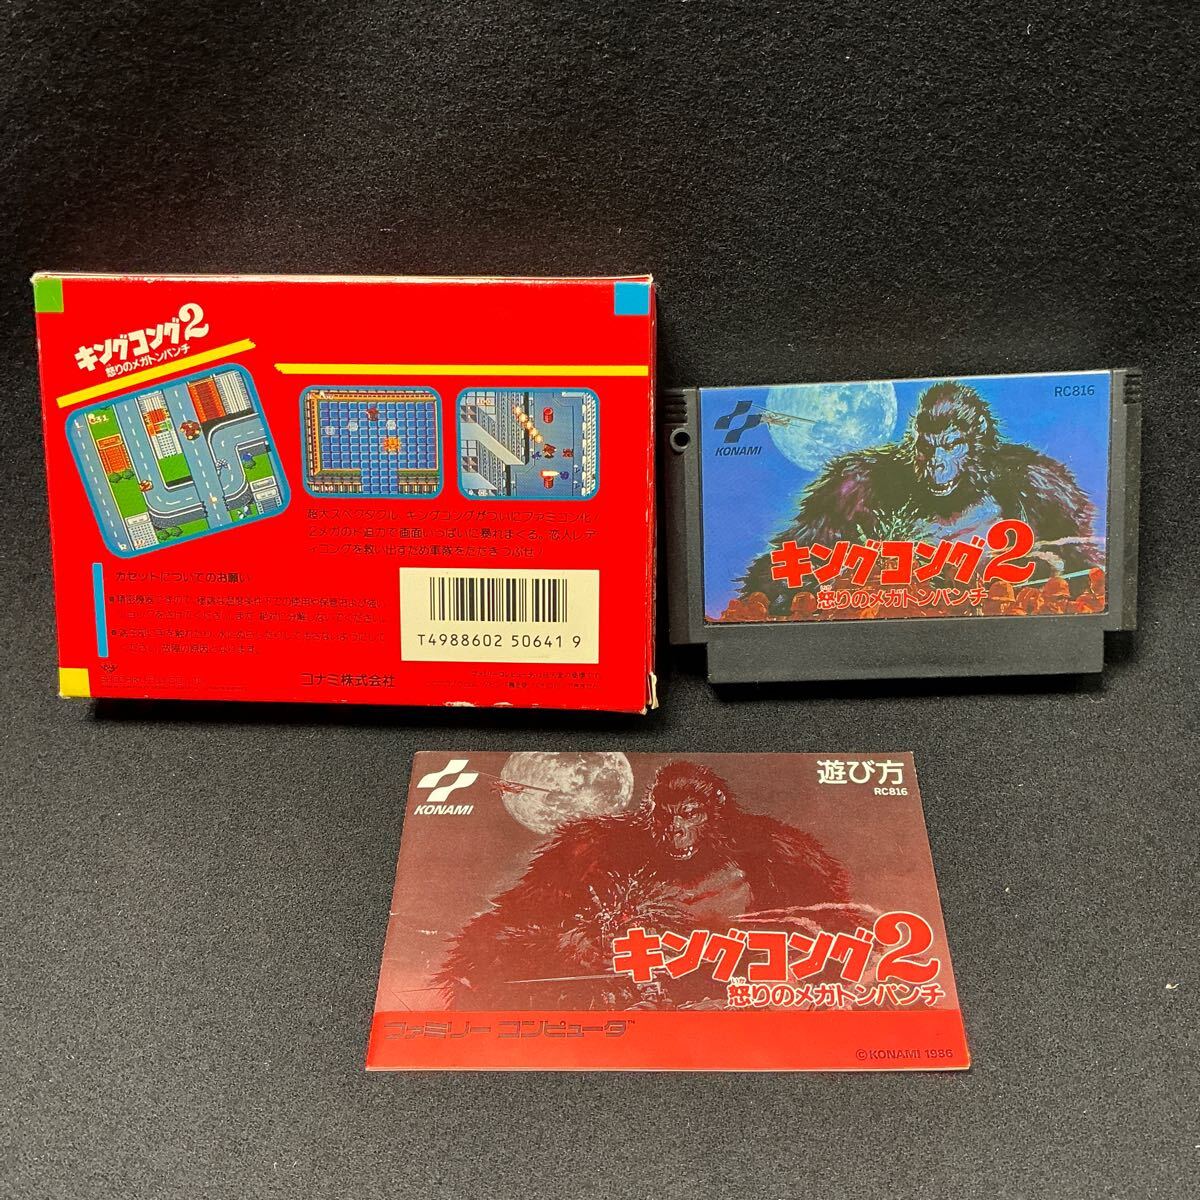 キングコング2
怒りのメガトンパンチ
超大スペクタクル キングコングがついにファミコン化!
2メガのド迫力で画面いっぱいに暴れまくる。恋人レデ
ィコングを救い出すため軍隊をたたきつぶせ!
カセットについてのお願い
T4988602 50641 9
コナミ株式会社
RC816
KONAMI
キングコング2
怒りのメガトンパンチ
KONAMI
遊び方
RC816
キングコング2
いか
怒りのメガトンパンチ
ファミリー コンピュータ™
©KONAMI 1986